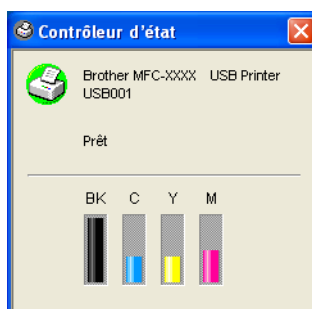 Contrôleur d'état
Brother MFC-XXXX USB Printer
USB001
Prêt
BK C Y M